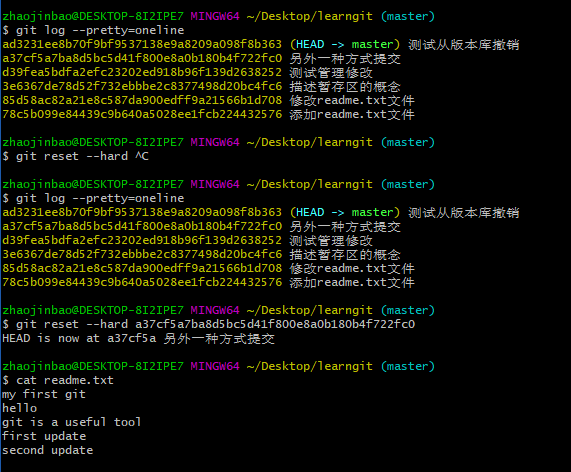 zhaojinbao@DESKTOP-8I2IPE7 MINGW64 ~/Desktop/learngit (master)
$ git log --pretty=oneline
ad3231ee8b70f9bf9537138e9a8209a098f8b363 (HEAD -> master) 测试从版本库撤销
a37cf5a7ba8d5bc5d41f800e8a0b180b4f722fc0 另外一种方式提交
d39fea5bdfa2efc23202ed918b96f139d2638252 测试管理修改
3e6367de78d52f732ebbbe2c8377498d20bc4fc6 描述暂存区的概念
85d58ac82a21e8c587da900edff9a21566b1d708 修改readme.txt文件
78c5b099e84439c9b640a5028ee1fcb224432576 添加readme.txt文件
zhaojinbao@DESKTOP-8I2IPE7 MINGW64 ~/Desktop/learngit (master)
$ git reset --hard ^C
zhaojinbao@DESKTOP-8I2IPE7 MINGW64 ~/Desktop/learngit (master)
$ git log --pretty=oneline
ad3231ee8b70f9bf9537138e9a8209a098f8b363 (HEAD -> master) 测试从版本库撤销
a37cf5a7ba8d5bc5d41f800e8a0b180b4f722fc0 另外一种方式提交
d39fea5bdfa2efc23202ed918b96f139d2638252 测试管理修改
3e6367de78d52f732ebbbe2c8377498d20bc4fc6 描述暂存区的概念
85d58ac82a21e8c587da900edff9a21566b1d708 修改readme.txt文件
78c5b099e84439c9b640a5028ee1fcb224432576 添加readme.txt文件
zhaojinbao@DESKTOP-8I2IPE7 MINGW64 ~/Desktop/learngit (master)
$ git reset --hard a37cf5a7ba8d5bc5d41f800e8a0b180b4f722fc0
HEAD is now at a37cf5a 另外一种方式提交
zhaojinbao@DESKTOP-8I2IPE7 MINGW64 ~/Desktop/learngit (master)
$ cat readme.txt
my first git
hello
git is a useful tool
first update
second update